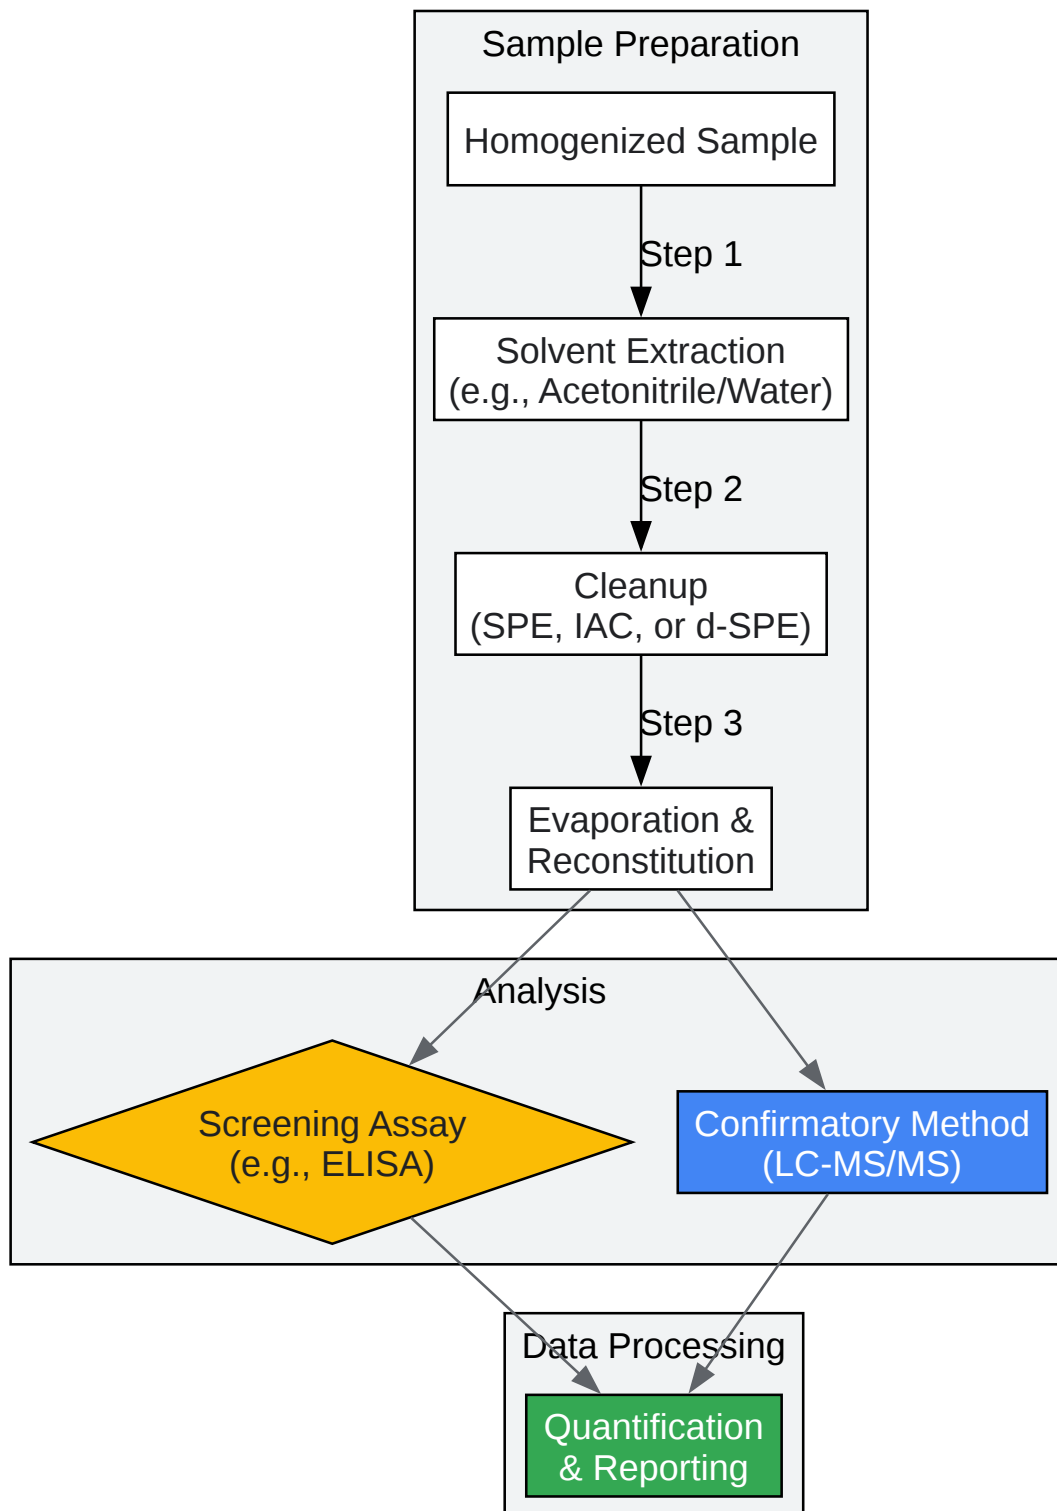 Sample Preparation
Homogenized Sample
Step 1
Solvent Extraction
(e.g., Acetonitrile/Water)
Step 2
Cleanup
(SPE, IAC, or d-SPE)
Step 3
Evaporation &
Reconstitution
Analysis
Screening Assay
(e.g., ELISA)
Confirmatory Method
(LC-MS/MS)
Data Processing
Quantification
& Reporting